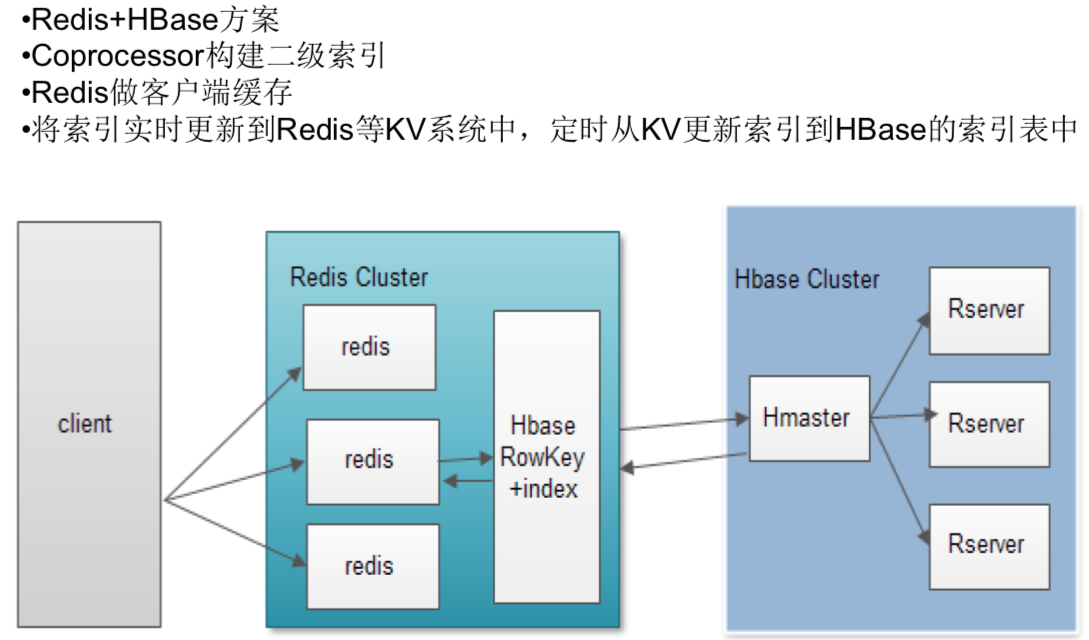 •Redis+HBase方案
•Coprocessor构建二级索引
•Redis做客户端缓存
•将索引实时更新到Redis等KV系统中，定时从KV更新索引到HBase的索引表中
client
Redis Cluster
redis
redis
redis
Hbase
RowKey
+index
Hbase Cluster
Hmaster
Rserver
Rserver
Rserver